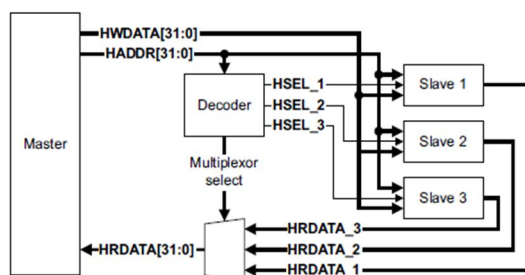 HWDATA[31:0]
HADDR[31:0]
Master
Decoder
HSEL_1
HSEL_2
HSEL_3
Slave 1
Slave 2
Slave 3
Multiplexor
select
HRDATA[31:0]
HRDATA_3
HRDATA_2
HRDATA_1